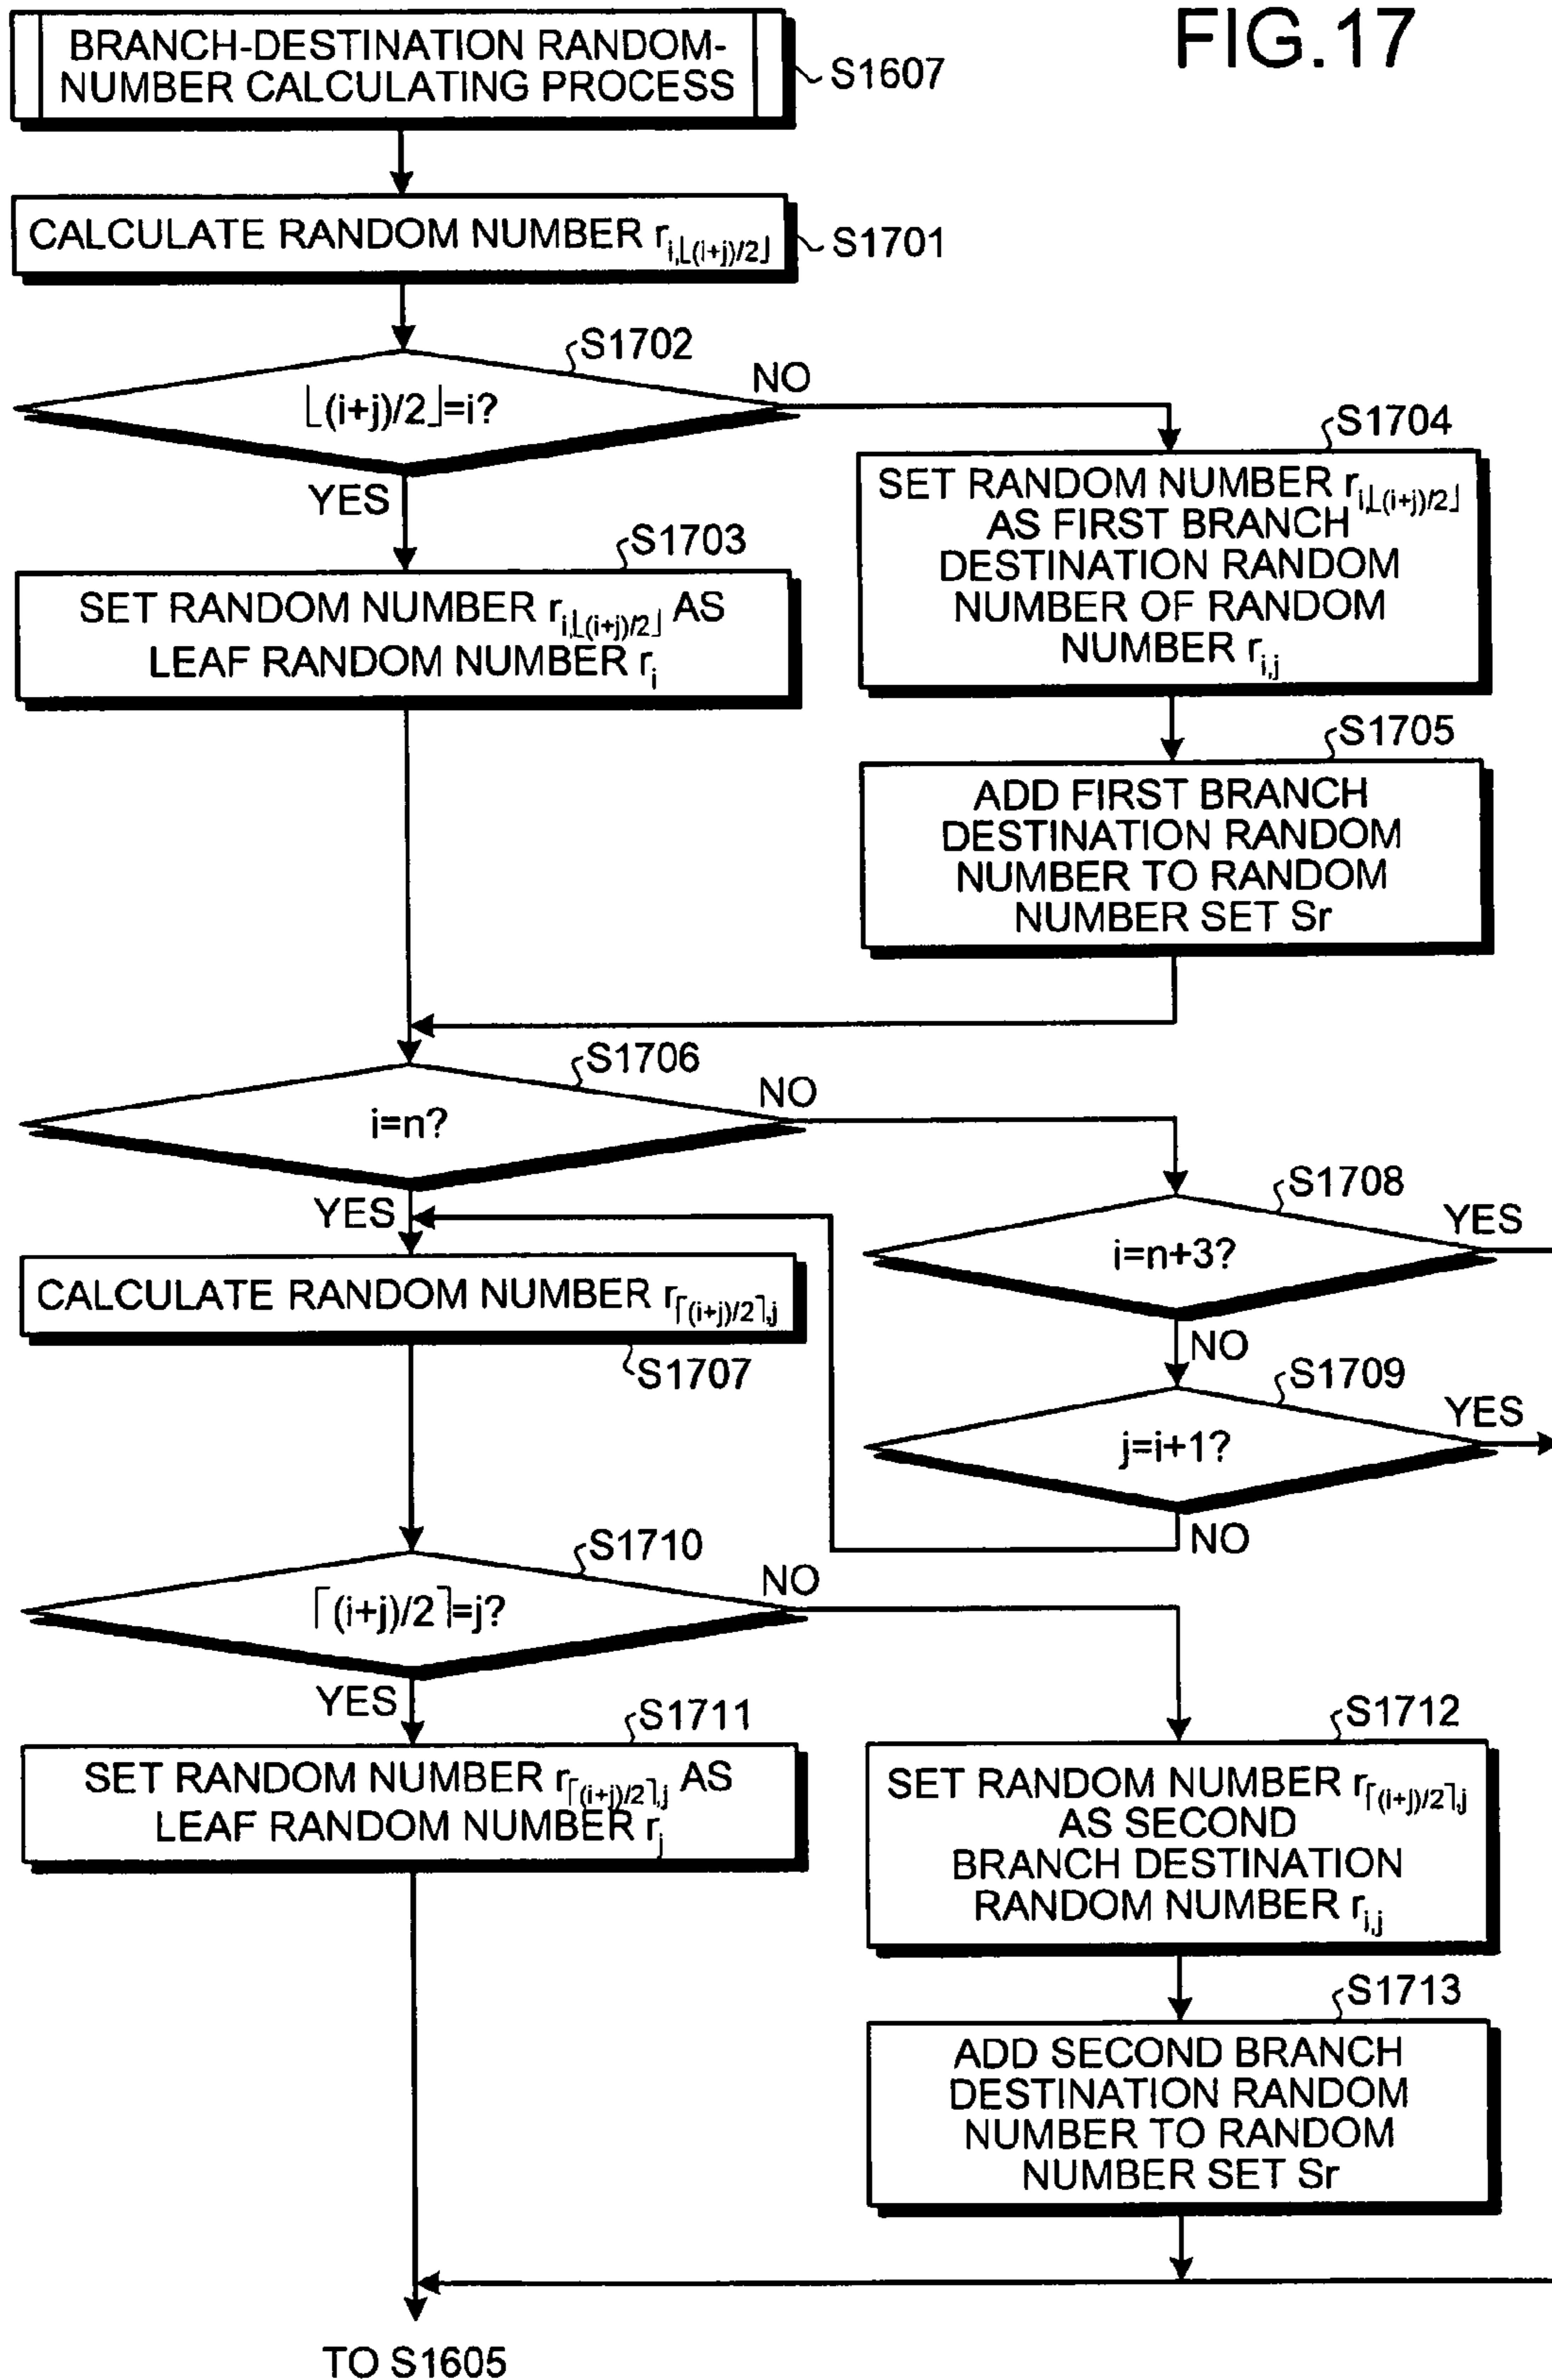 FIG.17
BRANCH-DESTINATION RANDOM-
NUMBER CALCULATING PROCESS
S1607
CALCULATE RANDOM NUMBER r_{i,⌊(i+j)/2⌋}
S1701
S1702
⌊(i+j)/2⌋=i?
NO
YES
S1703
SET RANDOM NUMBER r_{i,⌊(i+j)/2⌋} AS
LEAF RANDOM NUMBER r_i
S1704
SET RANDOM NUMBER r_{i,⌊(i+j)/2⌋}
AS FIRST BRANCH
DESTINATION RANDOM
NUMBER OF RANDOM
NUMBER r_{i,j}
S1705
ADD FIRST BRANCH
DESTINATION RANDOM
NUMBER TO RANDOM
NUMBER SET Sr
S1706
i=n?
NO
YES
CALCULATE RANDOM NUMBER r_{⌈(i+j)/2⌉,j}
S1707
S1708
i=n+3?
YES
NO
S1709
j=i+1?
YES
NO
S1710
⌈(i+j)/2⌉=j?
NO
YES
S1711
SET RANDOM NUMBER r_{⌈(i+j)/2⌉,j} AS
LEAF RANDOM NUMBER r_j
S1712
SET RANDOM NUMBER r_{⌈(i+j)/2⌉,j}
AS SECOND
BRANCH DESTINATION
RANDOM NUMBER r_{i,j}
S1713
ADD SECOND BRANCH
DESTINATION RANDOM
NUMBER TO RANDOM
NUMBER SET Sr
TO S1605